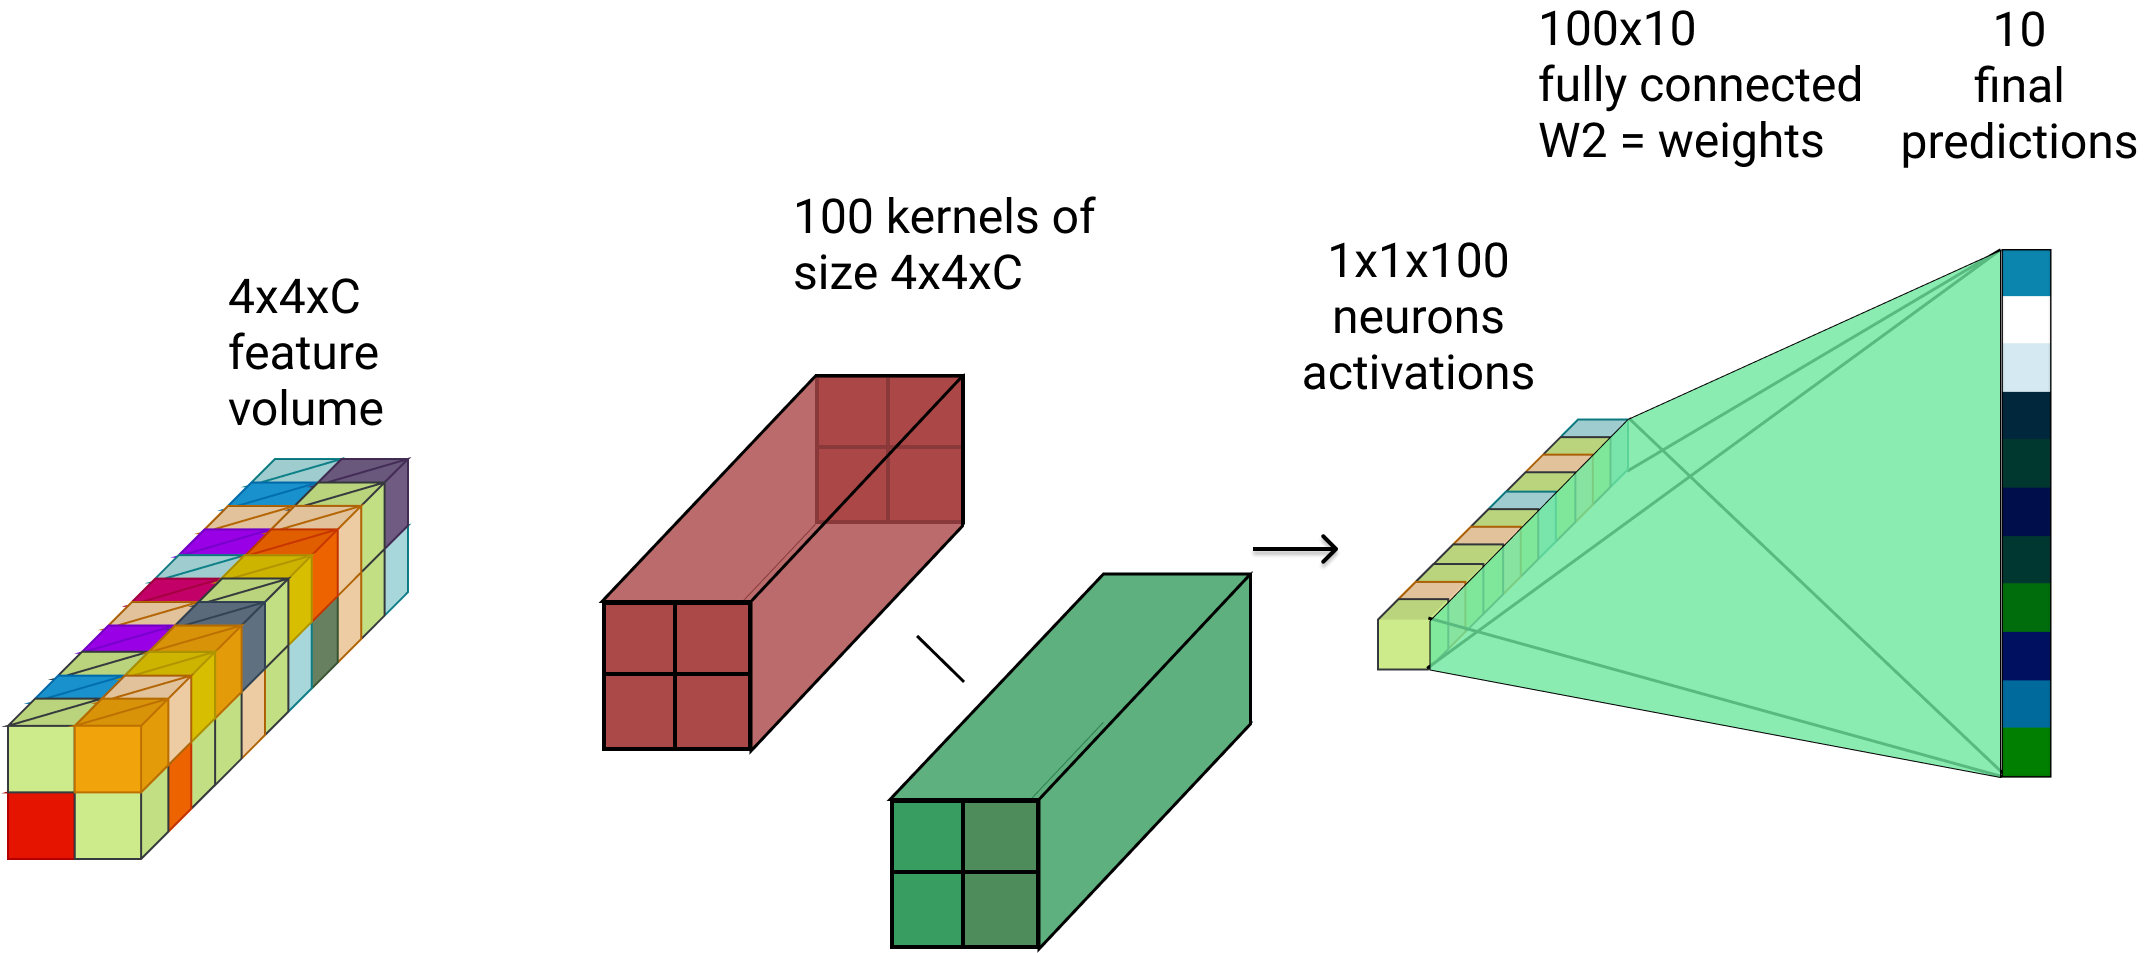 4x4xC
feature
volume
100 kernels of
size 4x4xC
1x1x100
neurons
activations
100x10
fully connected
W2 = weights
10
final
predictions